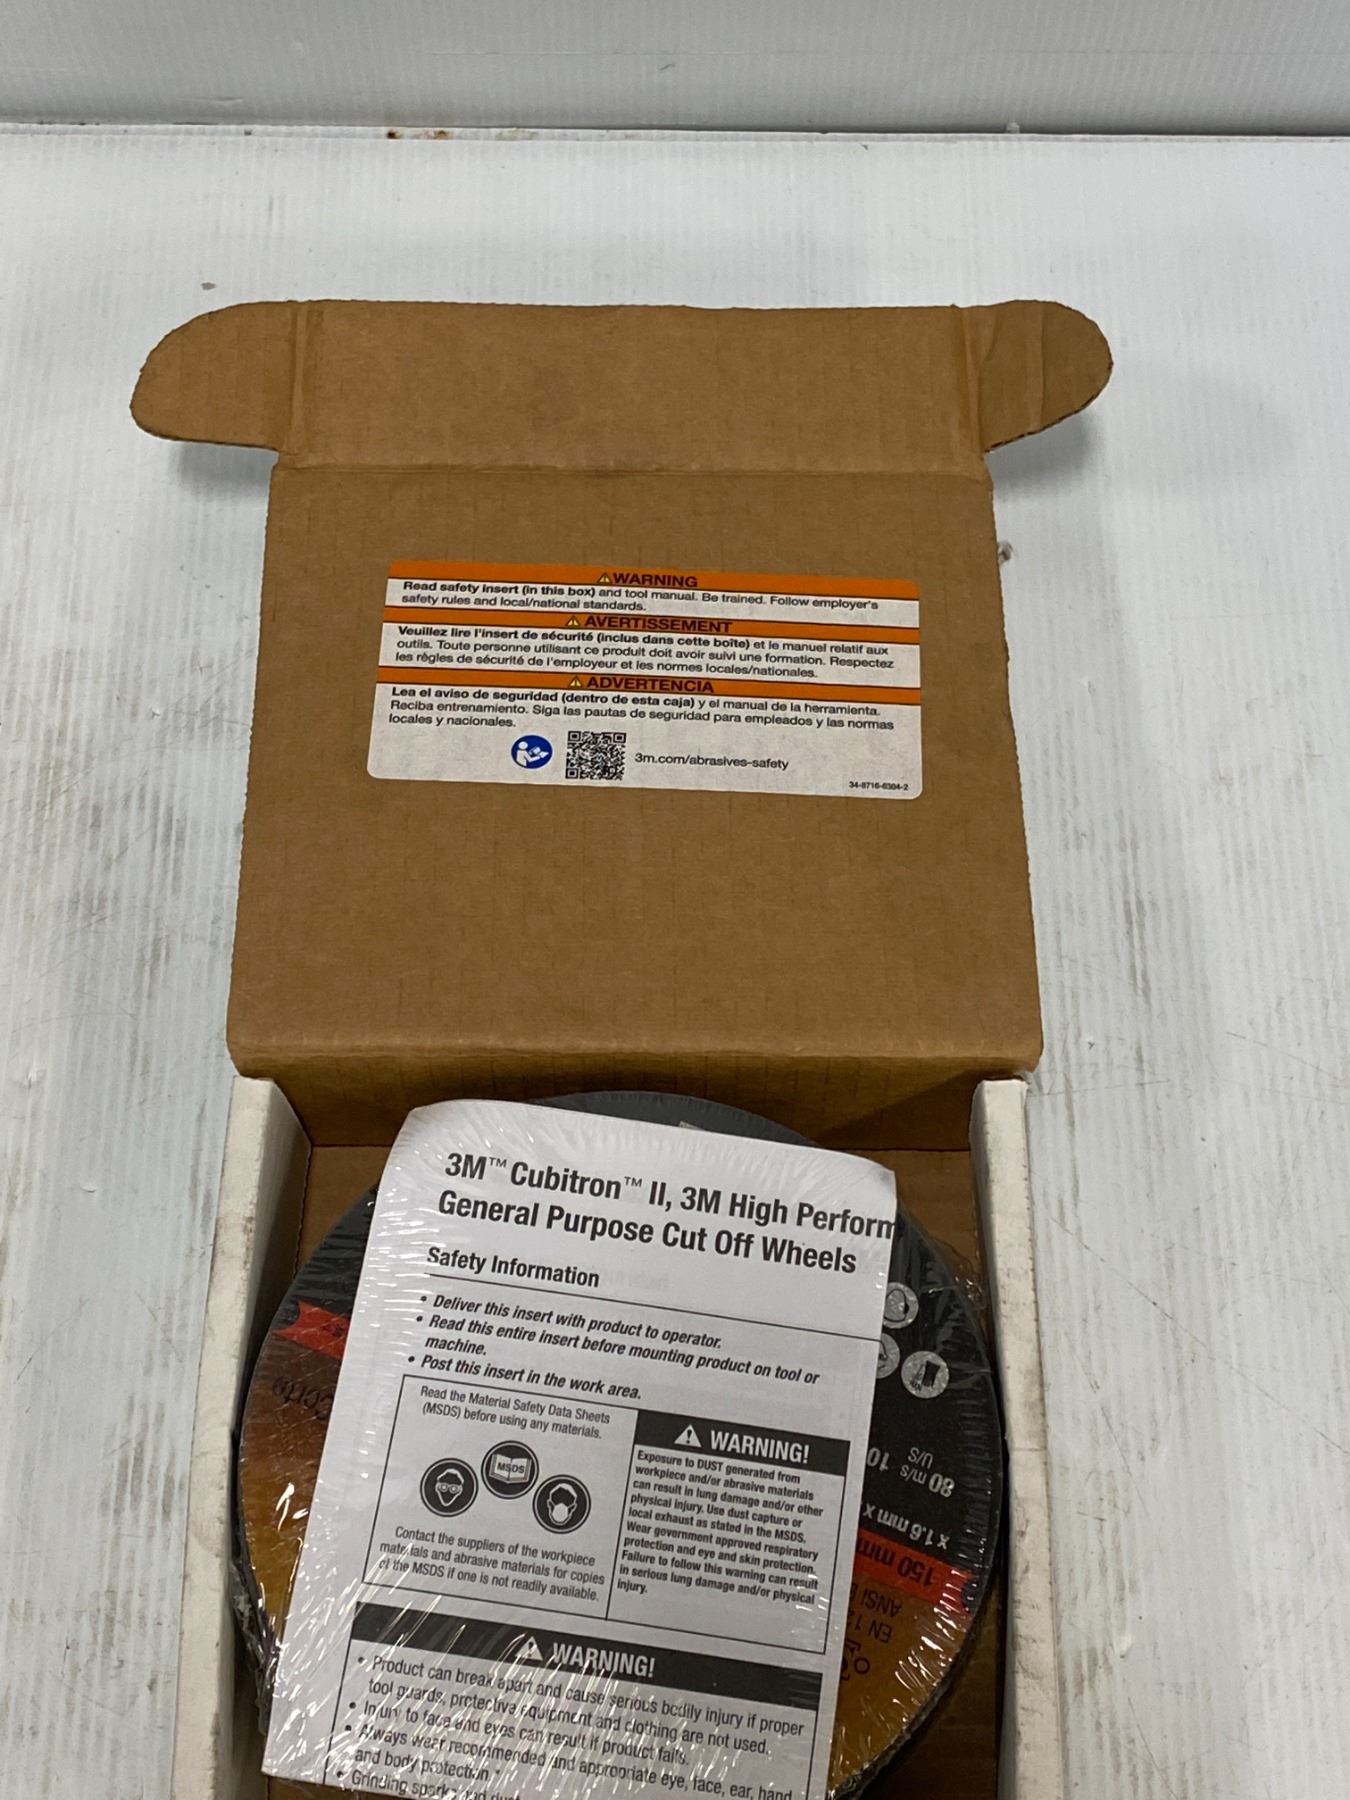 ⚠WARNING
Read safety insert (in this box) and tool manual. Be trained. Follow employer's
safety rules and local/national standards.
⚠ AVERTISSEMENT
Veuillez lire l'insert de sécurité (inclus dans cette boîte) et le manuel relatif aux
outils. Toute personne utilisant ce produit doit avoir suivi une formation. Respectez
les règles de sécurité de l'employeur et les normes locales/nationales.
⚠ ADVERTENCIA
Lea el aviso de seguridad (dentro de esta caja) y el manual de la herramienta.
Reciba entrenamiento. Siga las pautas de seguridad para empleados y las normas
locales y nacionales.
3m.com/abrasives-safety
34-8716-6304-2
3M™ Cubitron™ II, 3M High Perform
General Purpose Cut Off Wheels
Safety Information
• Deliver this insert with product to operator.
• Read this entire insert before mounting product on tool or
machine.
• Post this insert in the work area.
Read the Material Safety Data Sheets
(MSDS) before using any materials.
MSDS
Contact the suppliers of the workpiece
materials and abrasive materials for copies
of the MSDS if one is not readily available.
⚠ WARNING!
Exposure to DUST generated from
workpiece and/or abrasive materials
can result in lung damage and/or other
physical injury. Use dust capture or
local exhaust as stated in the MSDS.
Wear government approved respiratory
protection and eye and skin protection.
Failure to follow this warning can result
in serious lung damage and/or physical
injury.
⚠ WARNING!
• Product can break apart and cause serious bodily injury if proper
tool guards, protective equipment and clothing are not used.
• Injury to face and eyes can result if product fails.
• Always wear recommended and appropriate eye, face, ear, hand
and body protection.
• Grinding sparks and dust
80 m/s 10
U/S
x 1.6 mm x
150 mm
ANSI B
EN 12